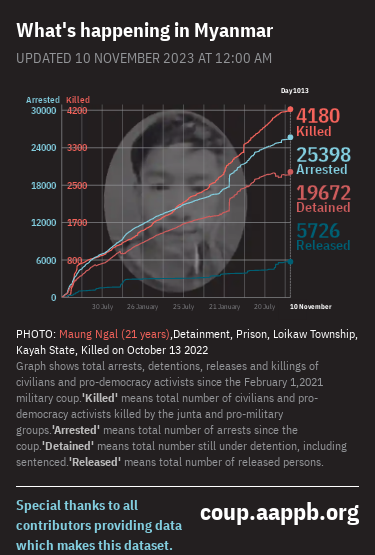 What's happening in Myanmar
UPDATED 10 NOVEMBER 2023 AT 12:00 AM
Day1013
Arrested Killed
30000 4200
24000 3300
18000 2500
12000 1700
6000 800
0
4180
Killed
25398
Arrested
19672
Detained
5726
Released
30 July 26 January 25 July 21 January 20 July 10 November
PHOTO: Maung Ngal (21 years),Detainment, Prison, Loikaw Township,
Kayah State, Killed on October 13 2022
Graph shows total arrests, detentions, releases and killings of
civilians and pro-democracy activists since the February 1,2021
military coup.'Killed' means total number of civilians and pro-
democracy activists killed by the junta and pro-military
groups.'Arrested' means total number of arrests since the
coup.'Detained' means total number still under detention, including
sentenced.'Released' means total number of released persons.
Special thanks to all
contributors providing data
which makes this dataset.
coup.aappb.org